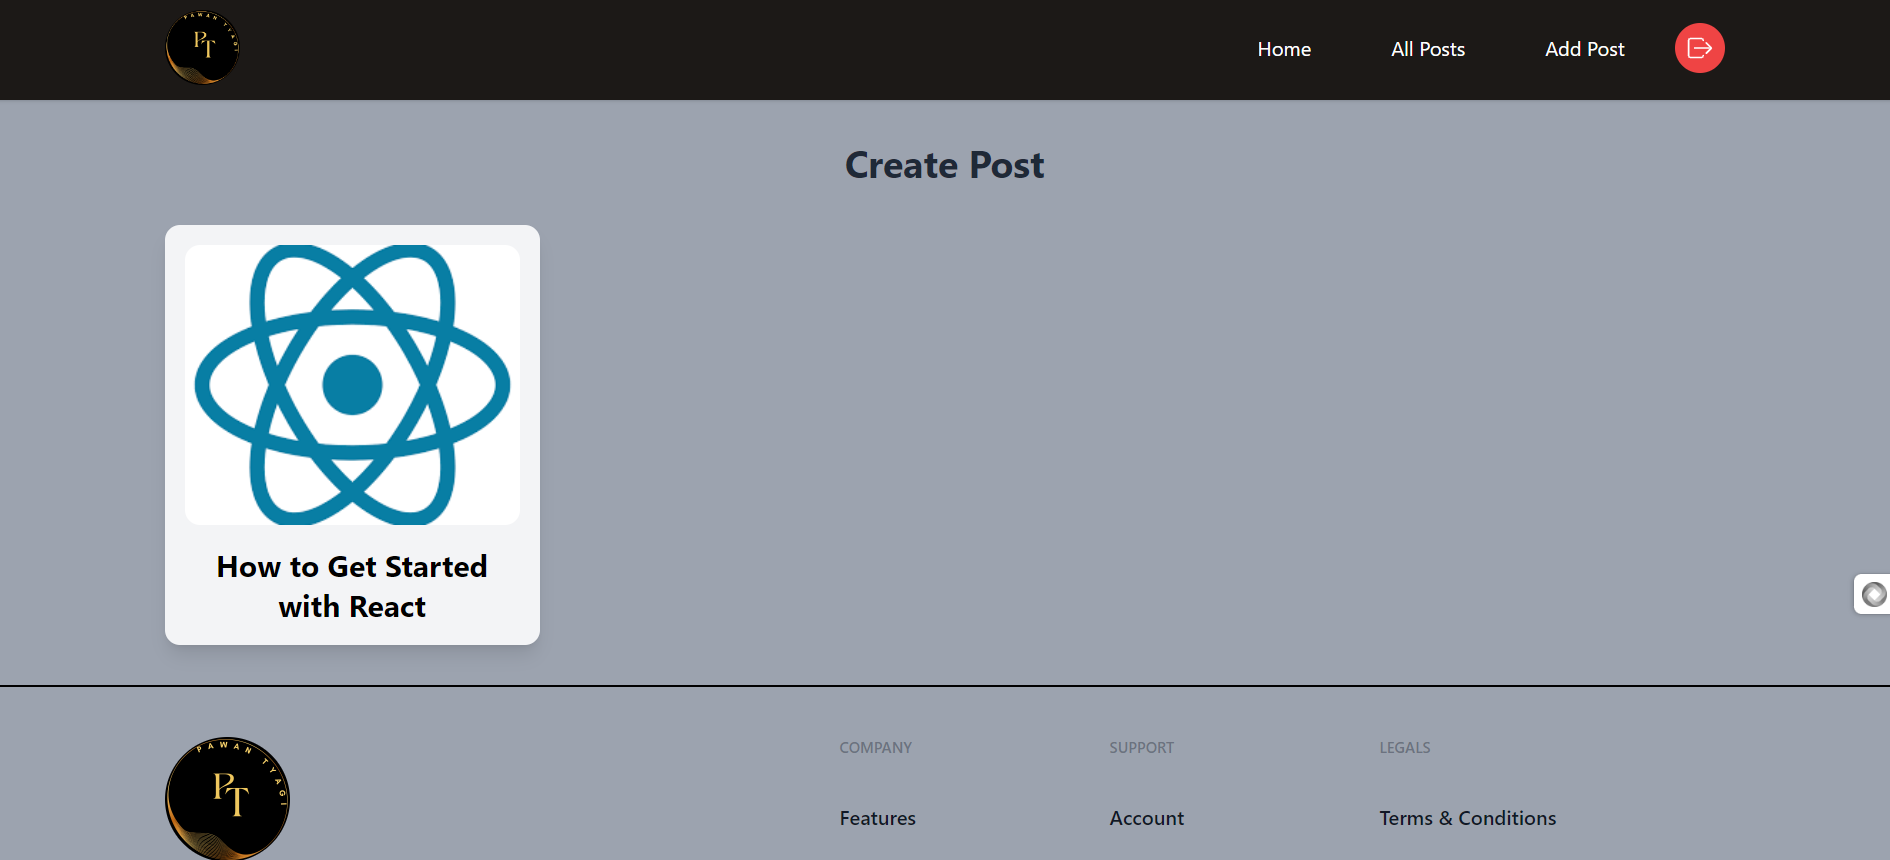 PAWAN TYAGI
PT
Home
All Posts
Add Post
Create Post
How to Get Started
with React
PAWAN TYAGI
PT
COMPANY
SUPPORT
LEGALS
Features
Account
Terms & Conditions